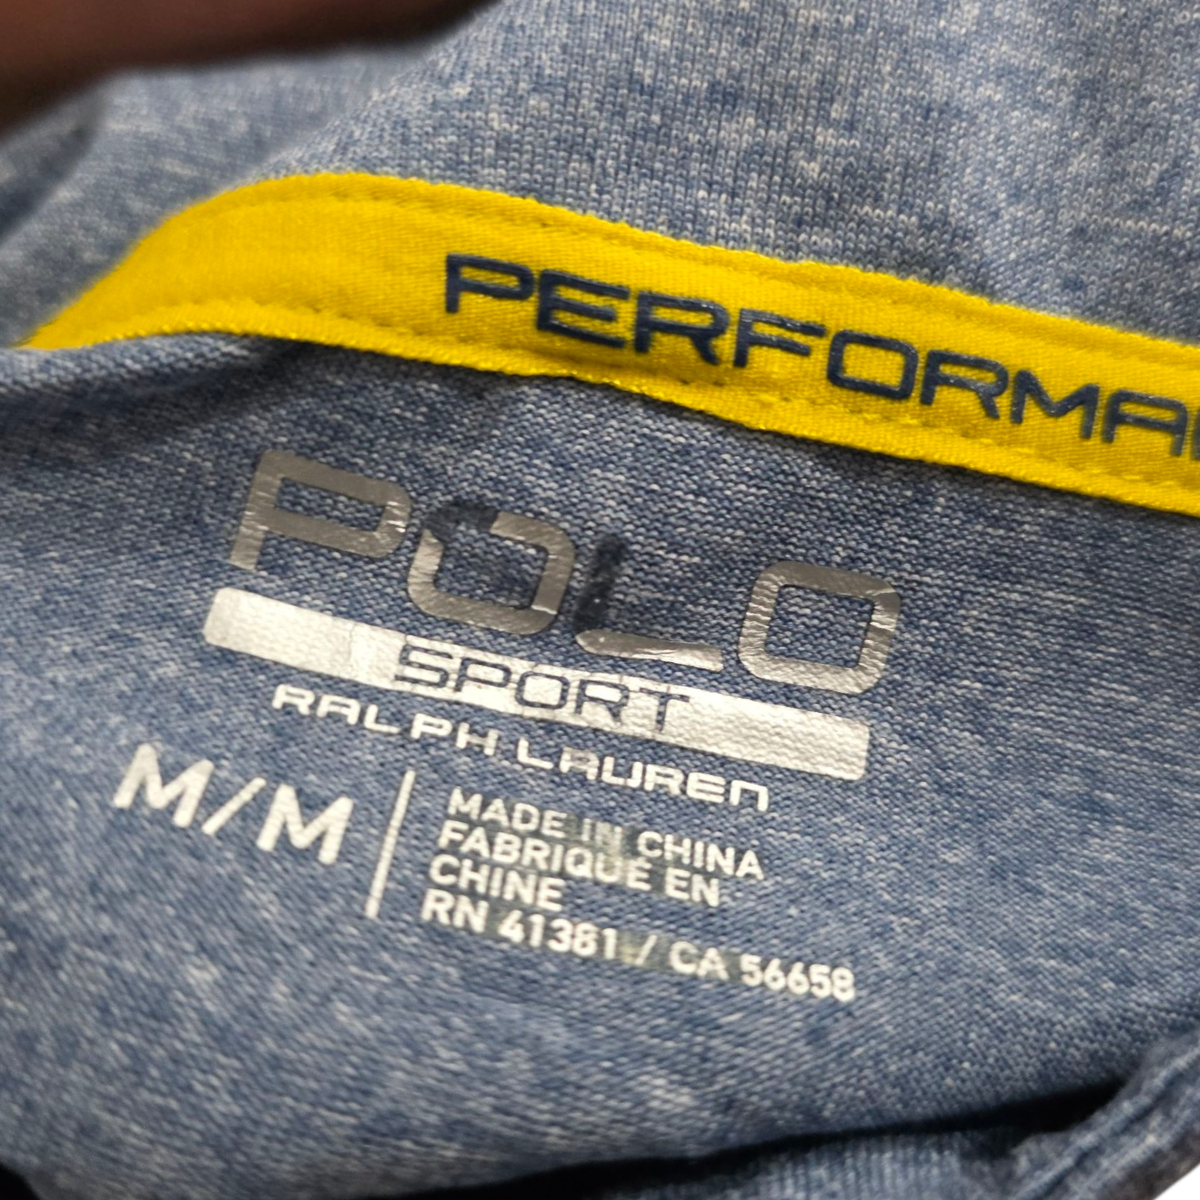 PERFORMA
POLO
SPORT
RALPH LAUREN
M/M
MADE IN CHINA
FABRIQUÉ EN
CHINE
RN 41381 / CA 56658